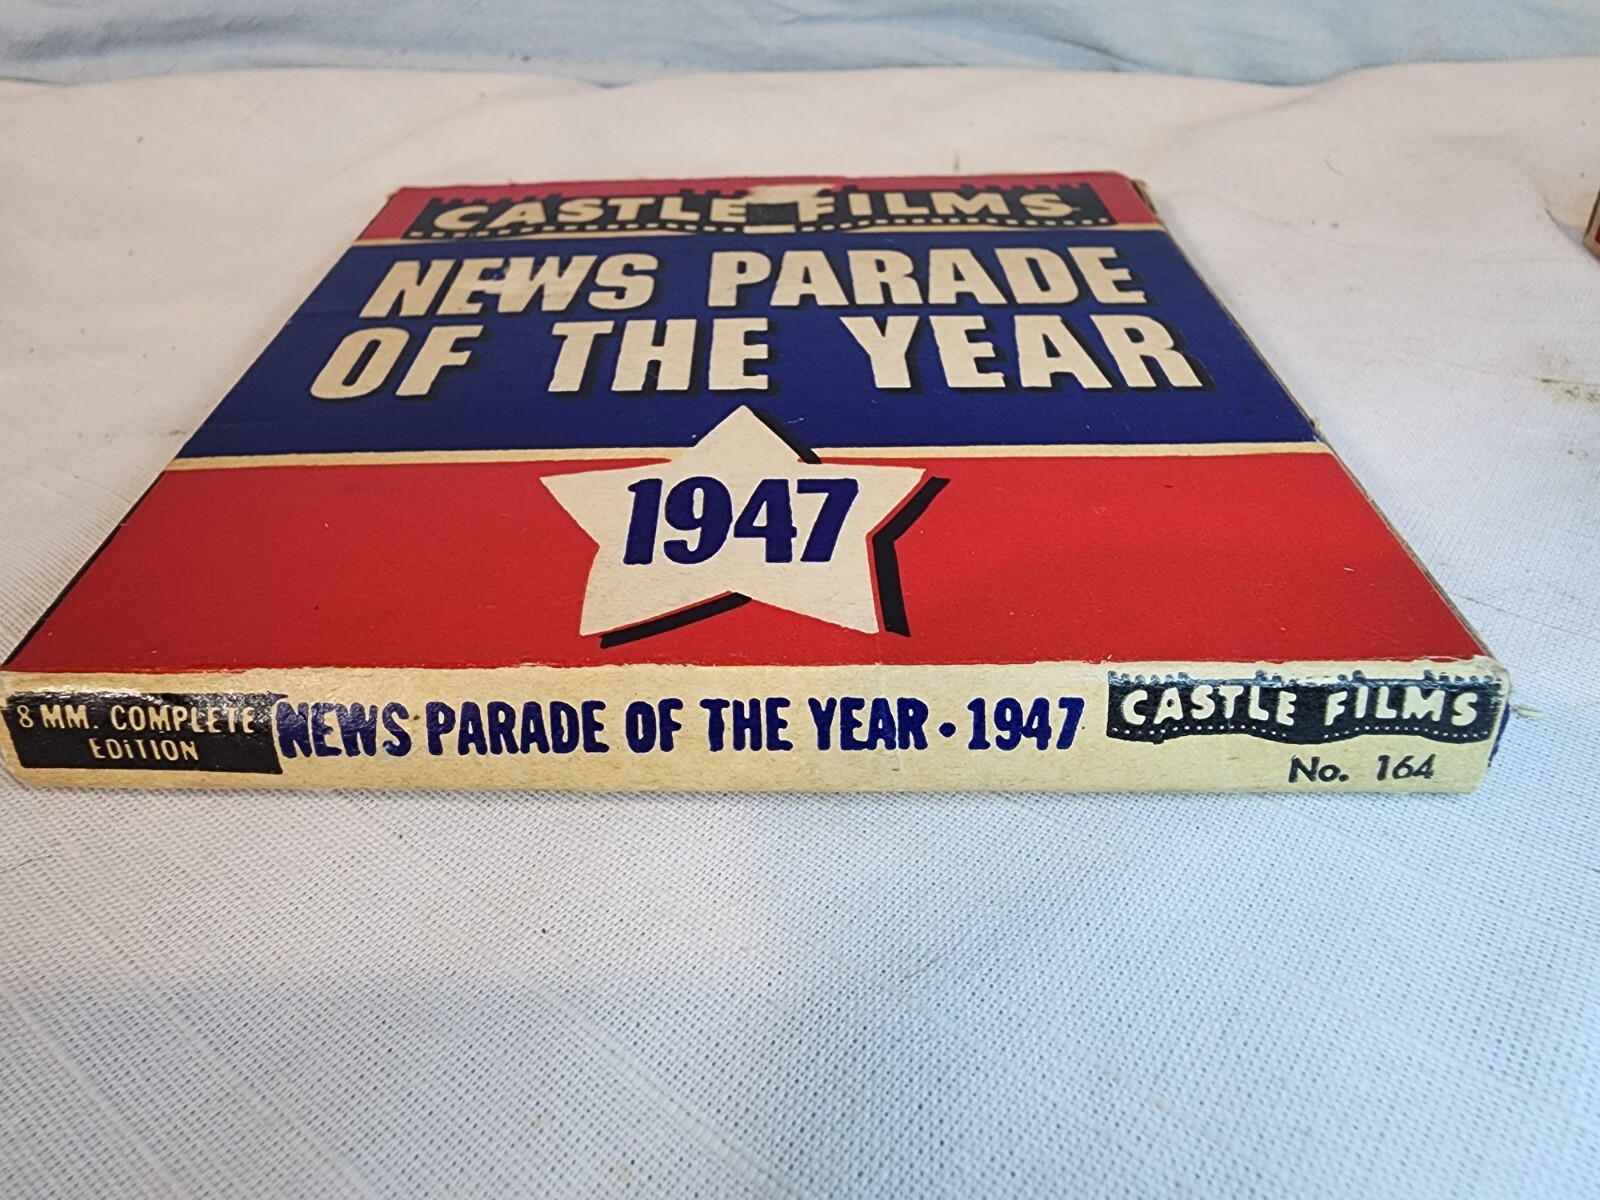 CASTLE FILMS
NEWS PARADE
OF THE YEAR
1947
8 MM. COMPLETE
EDITION
NEWS PARADE OF THE YEAR • 1947
CASTLE FILMS
No. 164